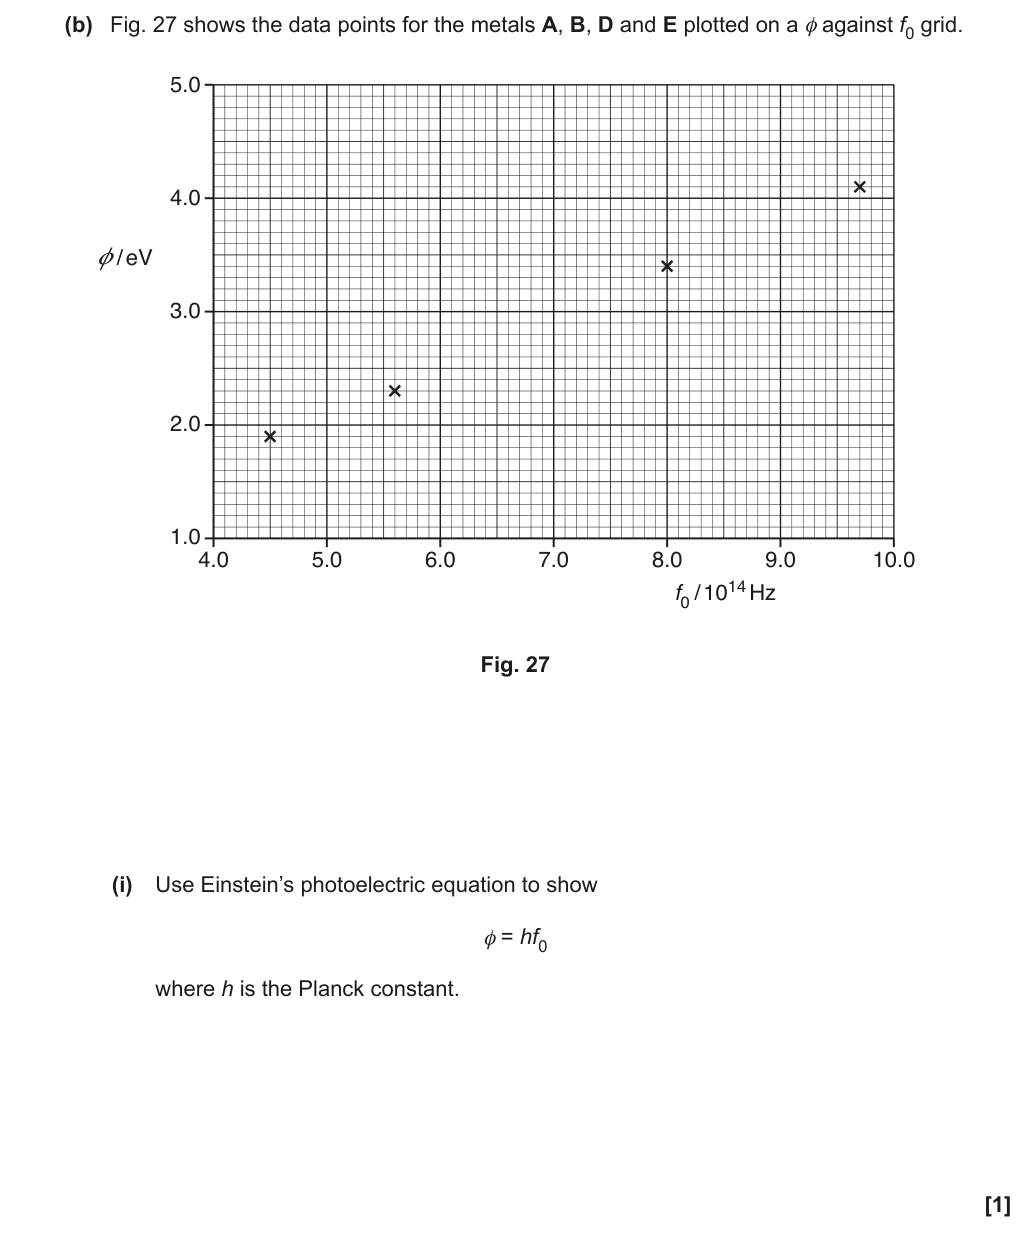 (b) Fig. 27 shows the data points for the metals A, B, D and E plotted on a ϕ against f₀ grid.
5.0
4.0
ϕ/eV
3.0
2.0
1.0
4.0 5.0 6.0 7.0 8.0 9.0 10.0
f₀/10¹⁴Hz
Fig. 27
(i) Use Einstein's photoelectric equation to show
ϕ = hf₀
where h is the Planck constant.
[1]